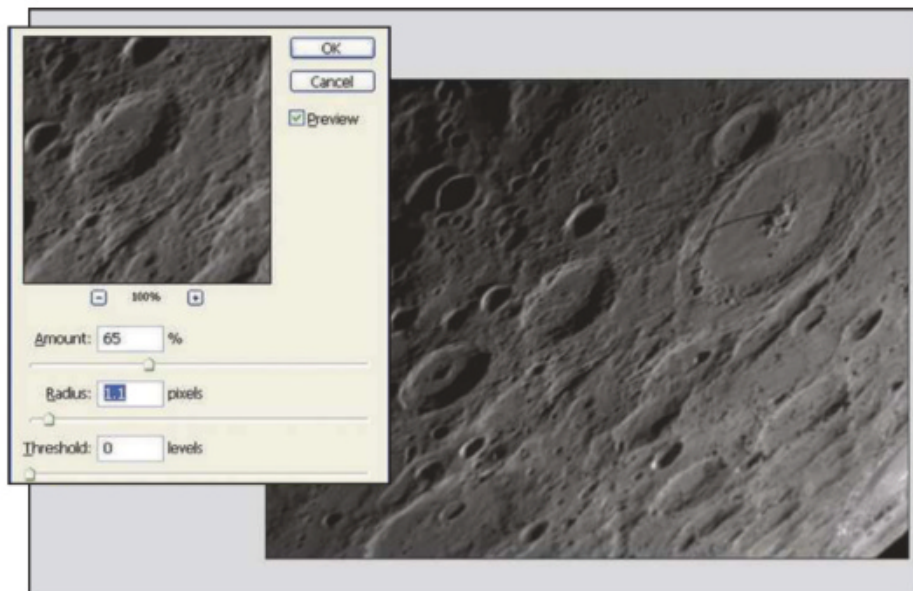 OK
Cancel
Preview
100%
Amount: 65 %
Radius: 1.1 pixels
Threshold: 0 levels